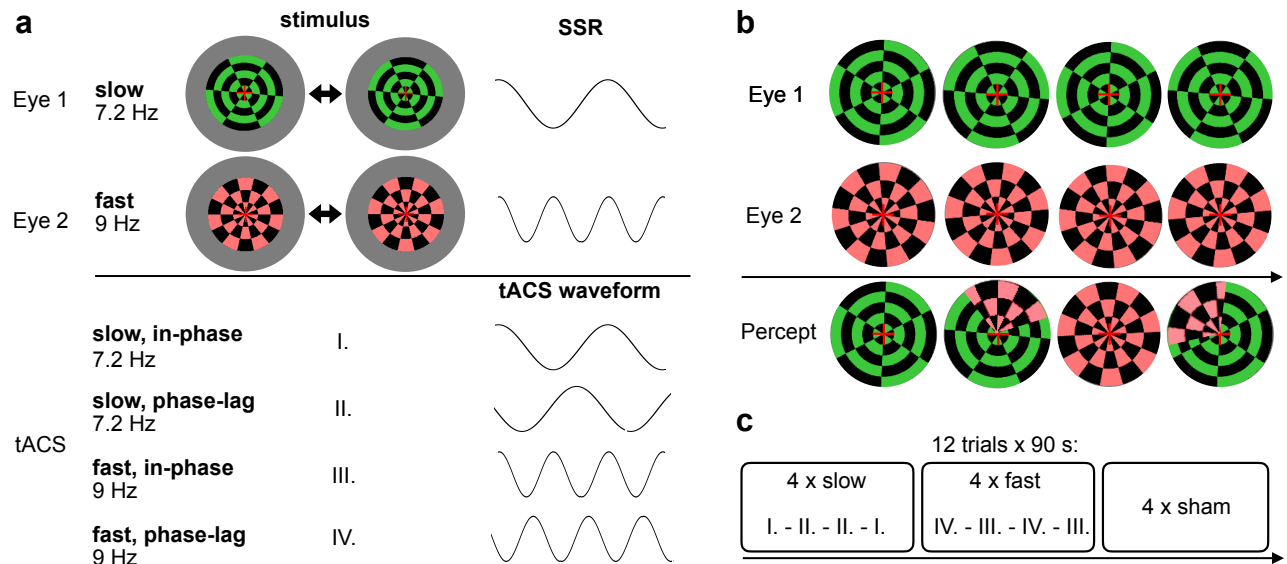 a
stimulus
SSR
Eye 1
slow
7.2 Hz
Eye 2
fast
9 Hz
tACS waveform
tACS
slow, in-phase
7.2 Hz
I.
slow, phase-lag
7.2 Hz
II.
fast, in-phase
9 Hz
III.
fast, phase-lag
9 Hz
IV.
b
Eye 1
Eye 2
Percept
c
12 trials x 90 s:
4 x slow
I. - II. - II. - I.
4 x fast
IV. - III. - IV. - III.
4 x sham